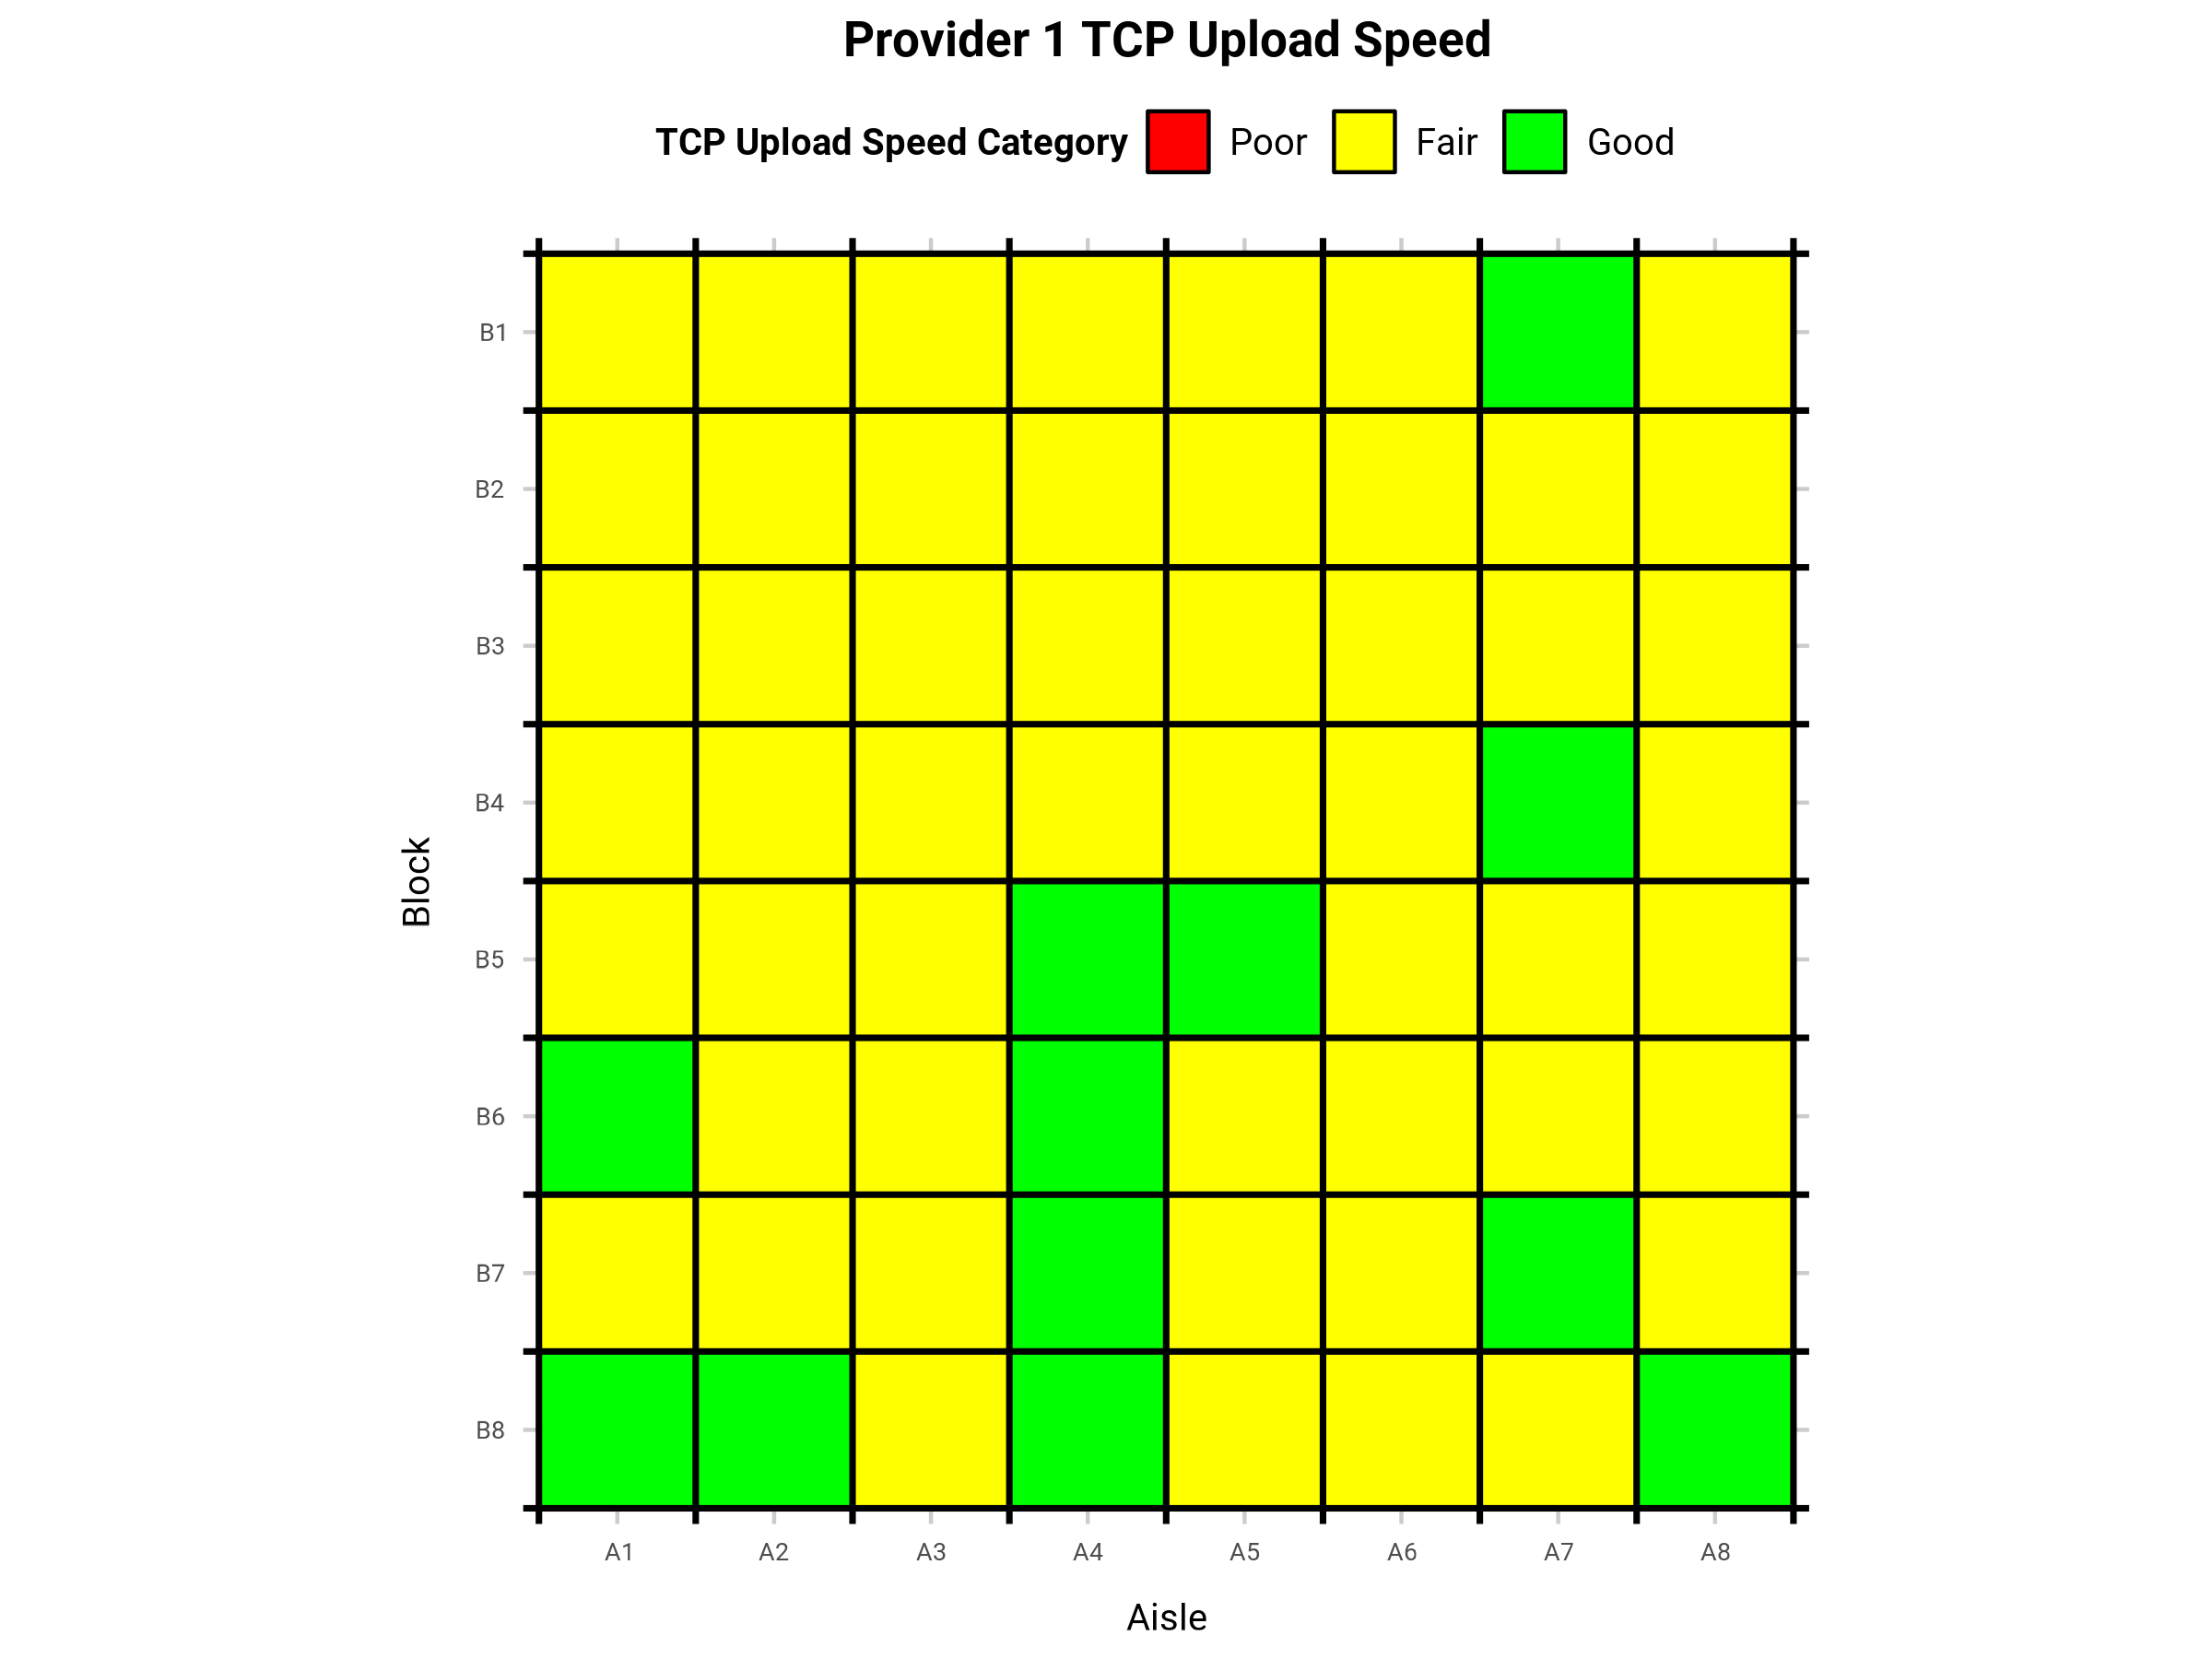 Provider 1 TCP Upload Speed
TCP Upload Speed Category Poor Fair Good
B1
B2
B3
B4
B5
B6
B7
B8
Block
A1 A2 A3 A4 A5 A6 A7 A8
Aisle